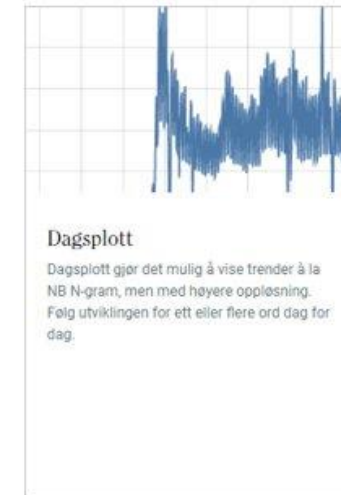 Dagsplott
Dagsplott gjør det mulig å vise trender à la
NB N-gram, men med høyere oppløsning.
Følg utviklingen for ett eller flere ord dag for
dag.